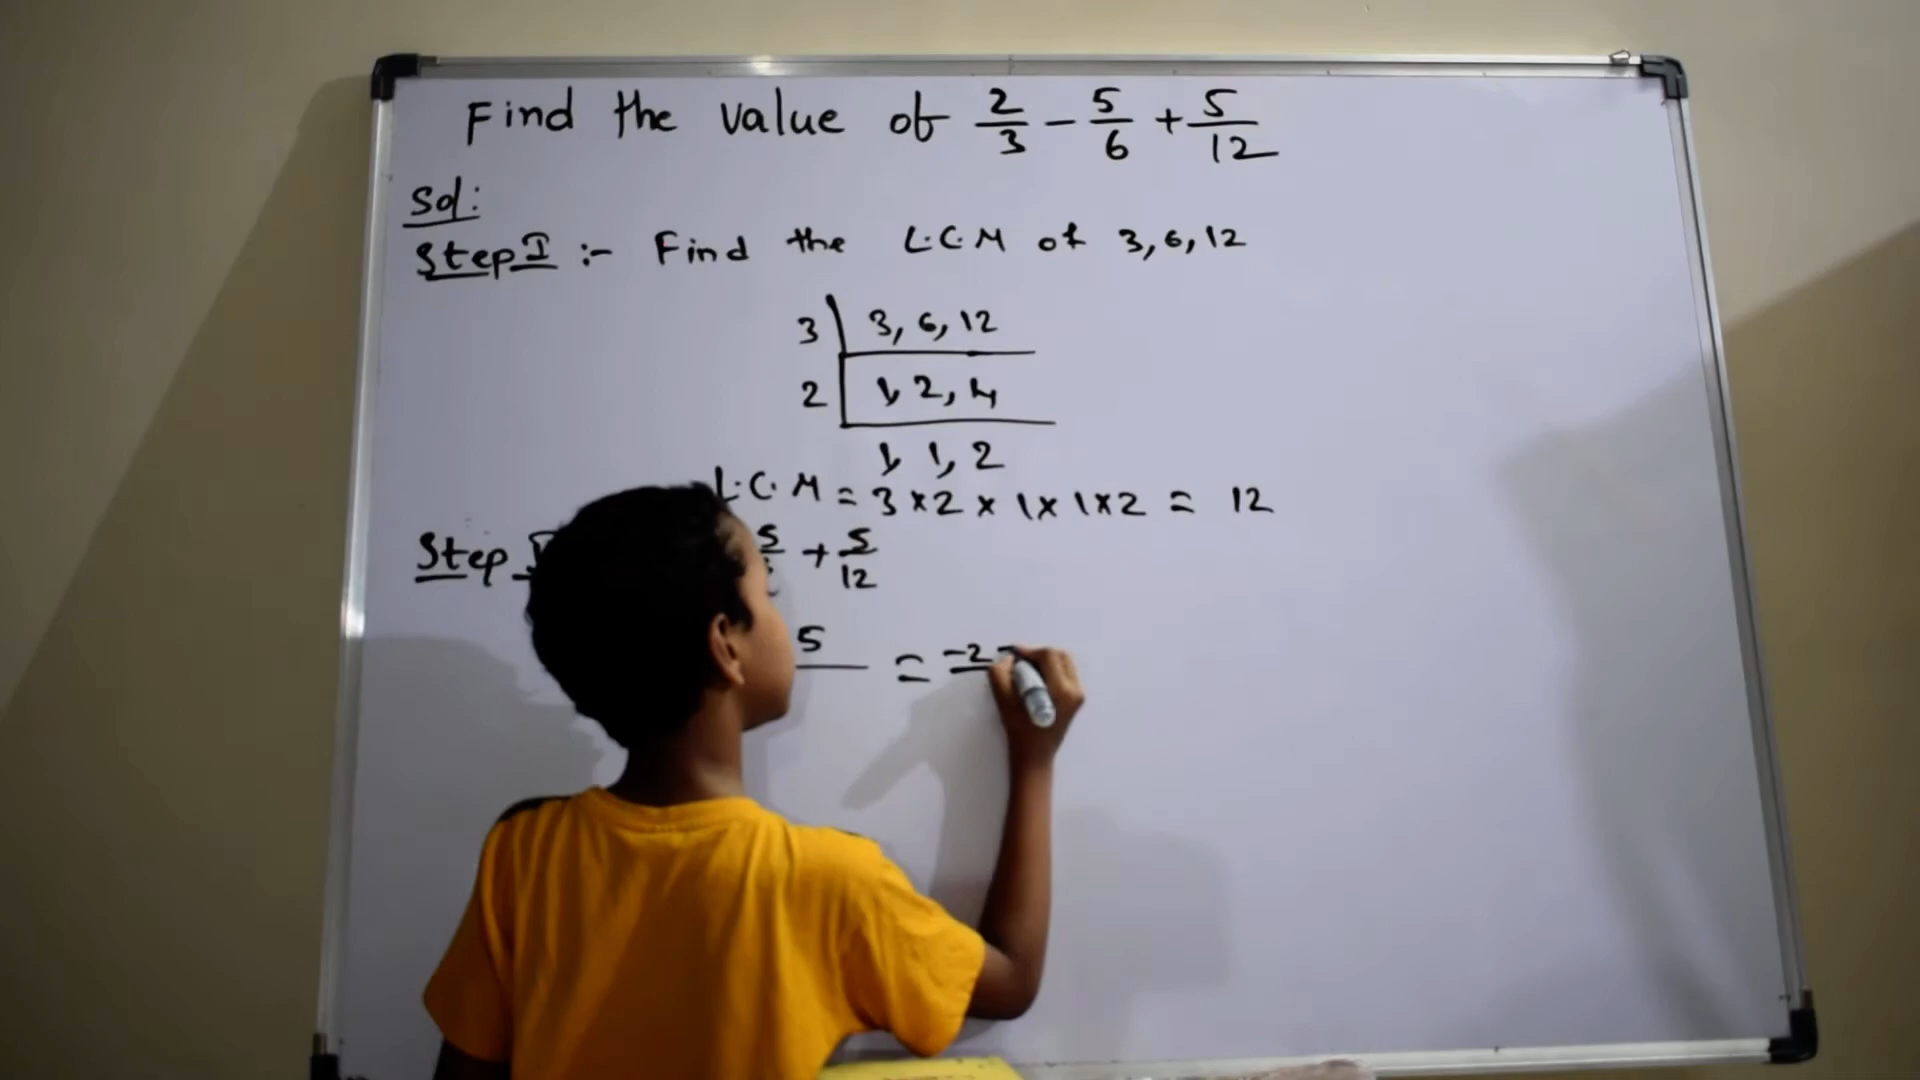 Find the value of 2/3 - 5/6 + 5/12
Sol:
Step I :- Find the L.C.M of 3, 6, 12
3 | 3, 6, 12
2 | 1, 2, 4
1, 1, 2
L.C.M = 3 × 2 × 1 × 1 × 2 = 12
Step 5 + 5/12
5 = -2